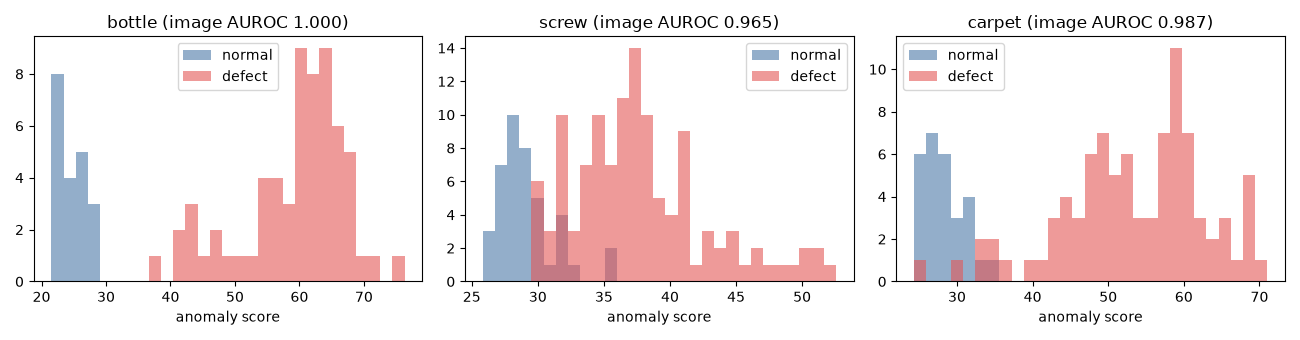 bottle (image AUROC 1.000)
normal
defect
8
6
4
2
0
20 30 40 50 60 70
anomaly score
screw (image AUROC 0.965)
normal
defect
14
12
10
8
6
4
2
0
25 30 35 40 45 50
anomaly score
carpet (image AUROC 0.987)
normal
defect
10
8
6
4
2
0
30 40 50 60 70
anomaly score